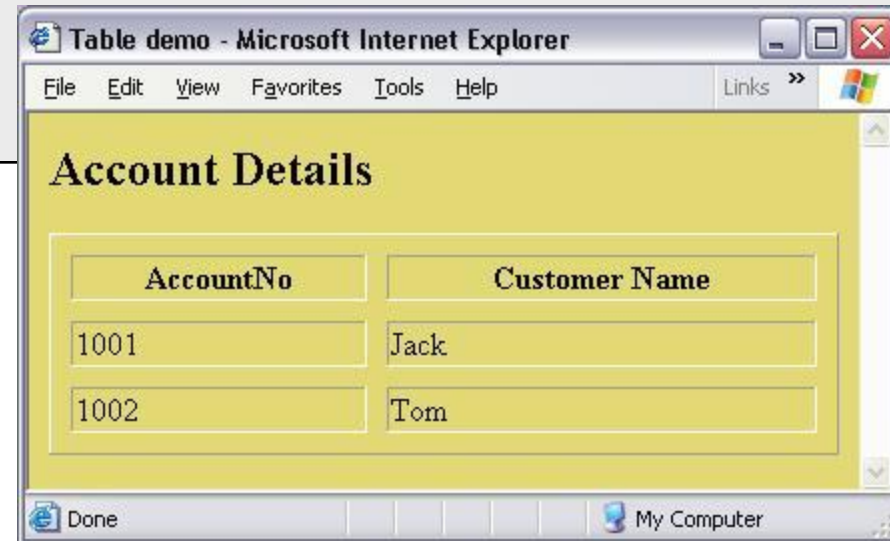 Table demo - Microsoft Internet Explorer
File Edit View Favorites Tools Help Links »
Account Details
AccountNo Customer Name
1001 Jack
1002 Tom
Done My Computer